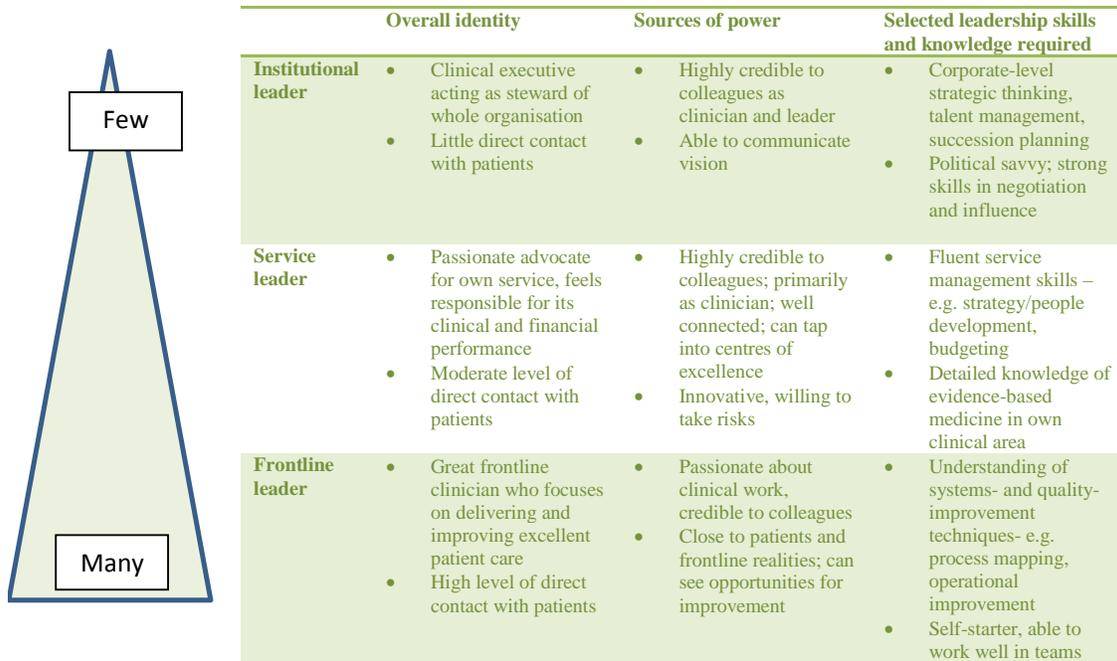 Few
Many
Overall identity
Sources of power
Selected leadership skills
and knowledge required
Institutional
leader
• Clinical executive
acting as steward of
whole organisation
• Little direct contact
with patients
• Highly credible to
colleagues as
clinician and leader
• Able to communicate
vision
• Corporate-level
strategic thinking,
talent management,
succession planning
• Political savvy; strong
skills in negotiation
and influence
Service
leader
• Passionate advocate
for own service, feels
responsible for its
clinical and financial
performance
• Moderate level of
direct contact with
patients
• Highly credible to
colleagues; primarily
as clinician; well
connected; can tap
into centres of
excellence
• Innovative, willing to
take risks
• Fluent service
management skills –
e.g. strategy/people
development,
budgeting
• Detailed knowledge of
evidence-based
medicine in own
clinical area
Frontline
leader
• Great frontline
clinician who focuses
on delivering and
improving excellent
patient care
• High level of direct
contact with patients
• Passionate about
clinical work,
credible to colleagues
• Close to patients and
frontline realities; can
see opportunities for
improvement
• Understanding of
systems- and quality-
improvement
techniques- e.g.
process mapping,
operational
improvement
• Self-starter, able to
work well in teams